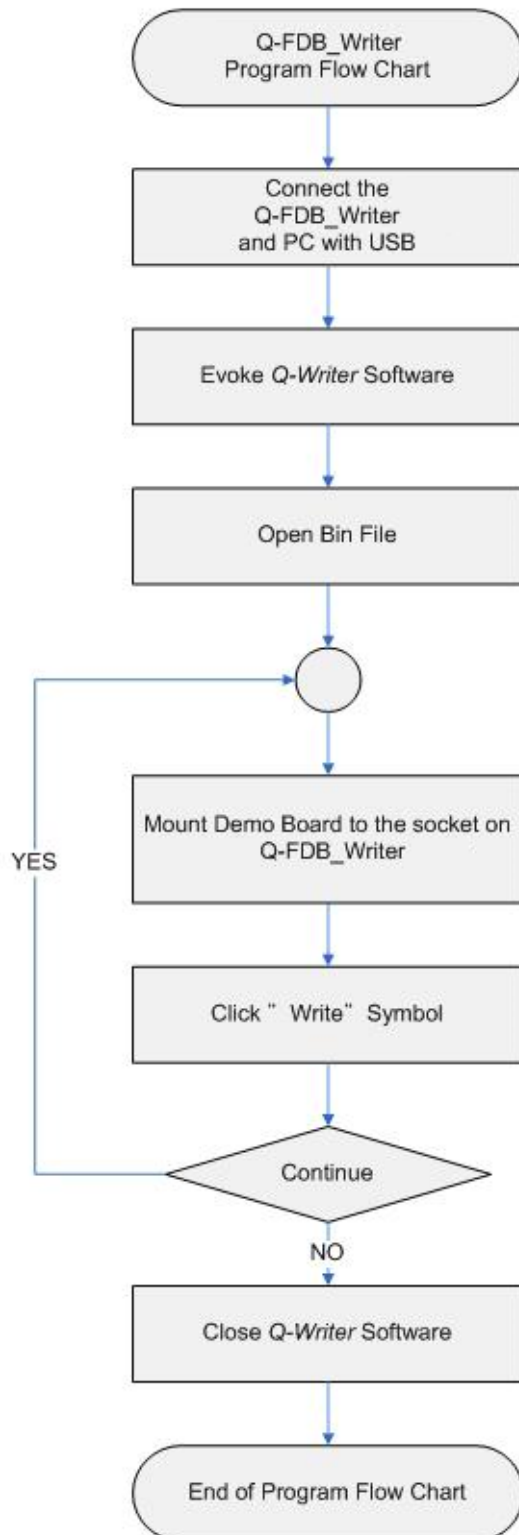 Q-FDB_Writer
Program Flow Chart
Connect the
Q-FDB_Writer
and PC with USB
Evoke Q-Writer Software
Open Bin File
Mount Demo Board to the socket on
Q-FDB_Writer
YES
Click ” Write” Symbol
Continue
NO
Close Q-Writer Software
End of Program Flow Chart